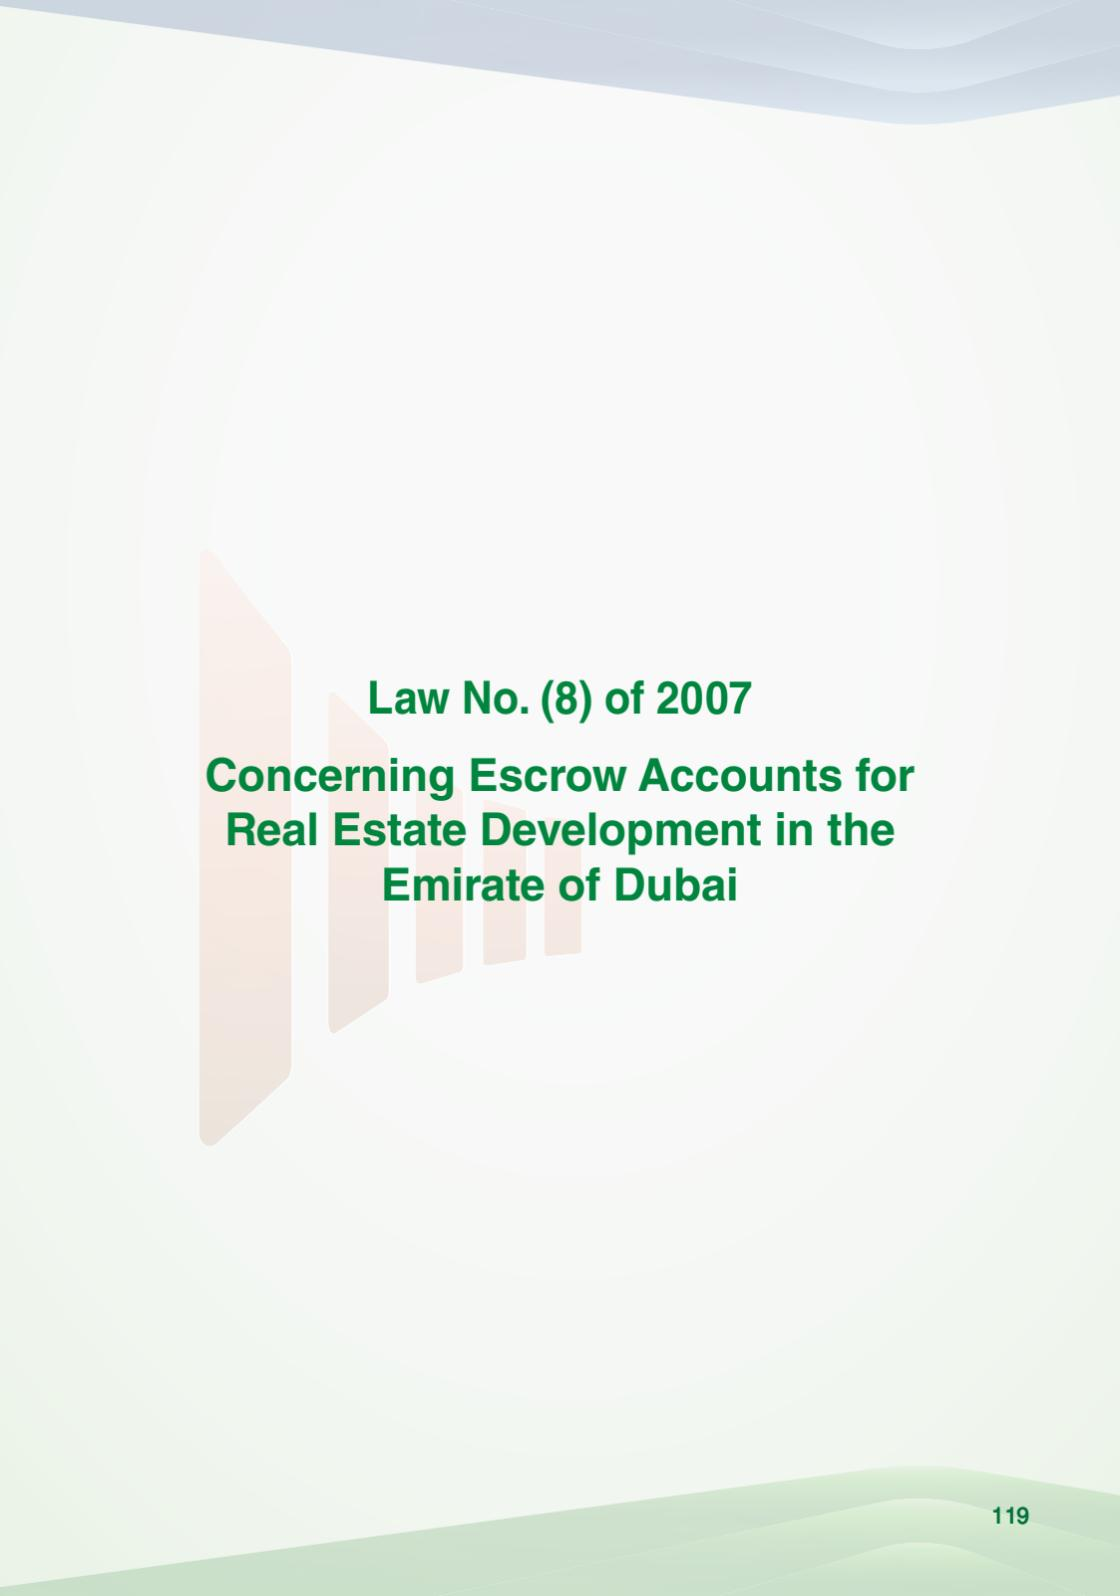 Law No. (8) of 2007
Concerning Escrow Accounts for
Real Estate Development in the
Emirate of Dubai
119